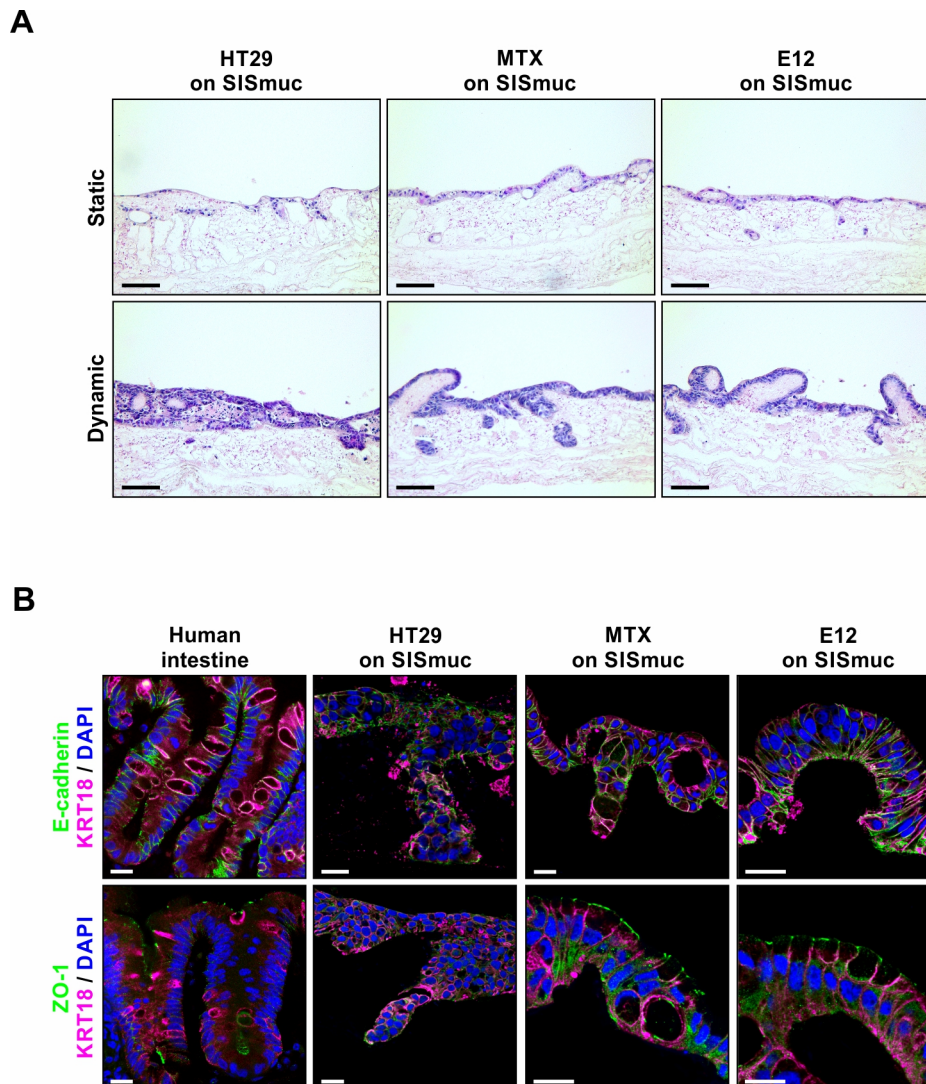 A
HT29
on SISmuc
MTX
on SISmuc
E12
on SISmuc
Static
Dynamic
B
Human
intestine
HT29
on SISmuc
MTX
on SISmuc
E12
on SISmuc
E-cadherin
KRT18 / DAPI
ZO-1
KRT18 / DAPI